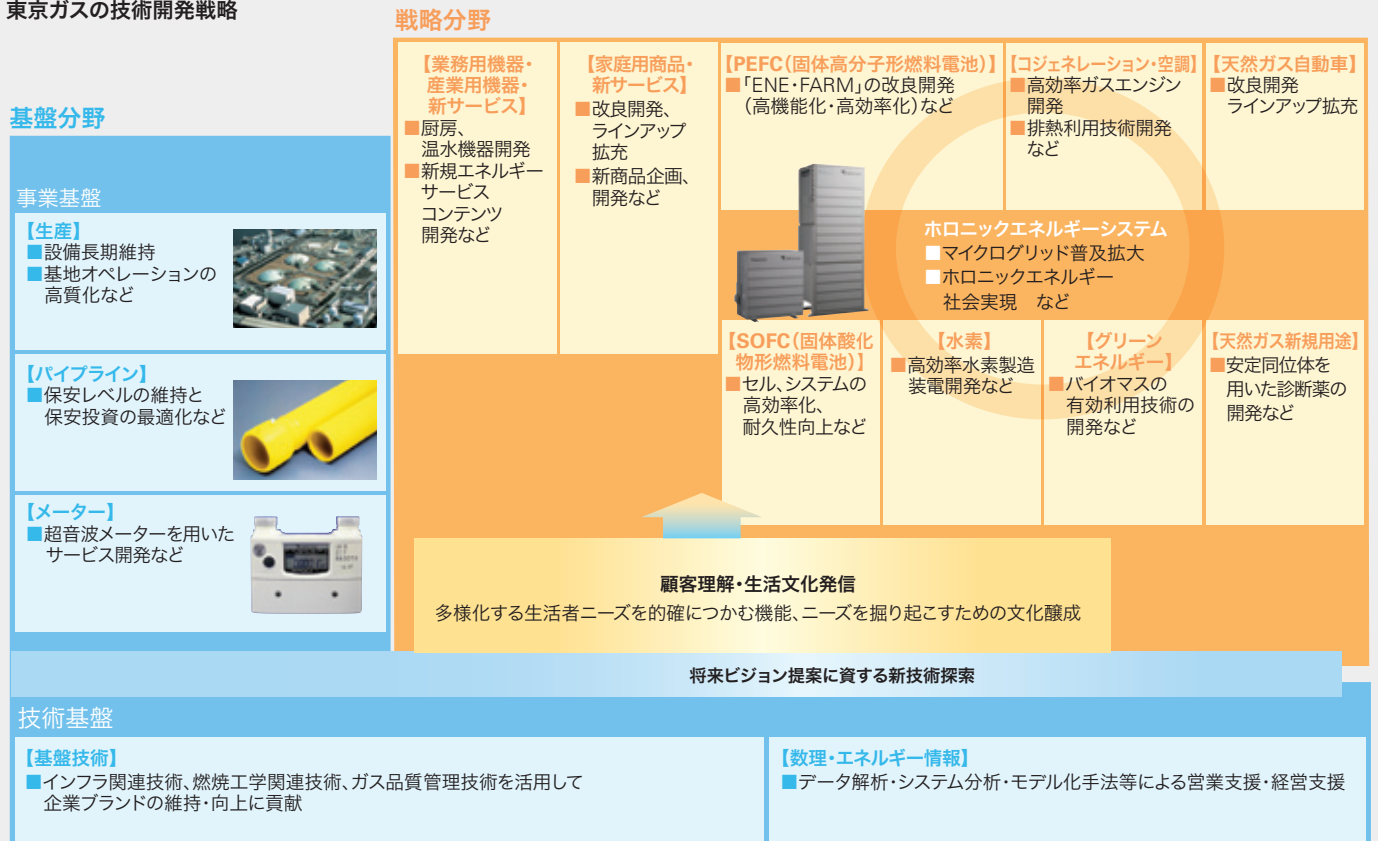 東京ガスの技術開発戦略
基盤分野
事業基盤
【生産】
■設備長期維持
■基地オペレーションの
高質化など
【パイプライン】
■保安レベルの維持と
保安投資の最適化など
【メーター】
■超音波メーターを用いた
サービス開発など
戦略分野
【業務用機器・
産業用機器・
新サービス】
■厨房、
温水機器開発
■新規エネルギー
サービス
コンテンツ
開発など
【家庭用商品・
新サービス】
■改良開発、
ラインアップ
拡充
■新商品企画、
開発など
【PEFC(固体高分子形燃料電池)】
■「ENE・FARM」の改良開発
(高機能化・高効率化)など
【コジェネレーション・空調】
■高効率ガスエンジン
開発
■排熱利用技術開発
など
【天然ガス自動車】
■改良開発
ラインアップ拡充
ホロニックエネルギーシステム
■マイクログリッド普及拡大
■ホロニックエネルギー
社会実現 など
【SOFC(固体酸化
物形燃料電池)】
■セル、システムの
高効率化、
耐久性向上など
【水素】
■高効率水素製造
装電開発など
【グリーン
エネルギー】
■バイオマスの
有効利用技術の
開発など
【天然ガス新規用途】
■安定同位体を
用いた診断薬の
開発など
顧客理解・生活文化発信
多様化する生活者ニーズを的確につかむ機能、ニーズを掘り起こすための文化醸成
将来ビジョン提案に資する新技術探索
技術基盤
【基盤技術】
■インフラ関連技術、燃焼工学関連技術、ガス品質管理技術を活用して
企業ブランドの維持・向上に貢献
【数理・エネルギー情報】
■データ解析・システム分析・モデル化手法等による営業支援・経営支援